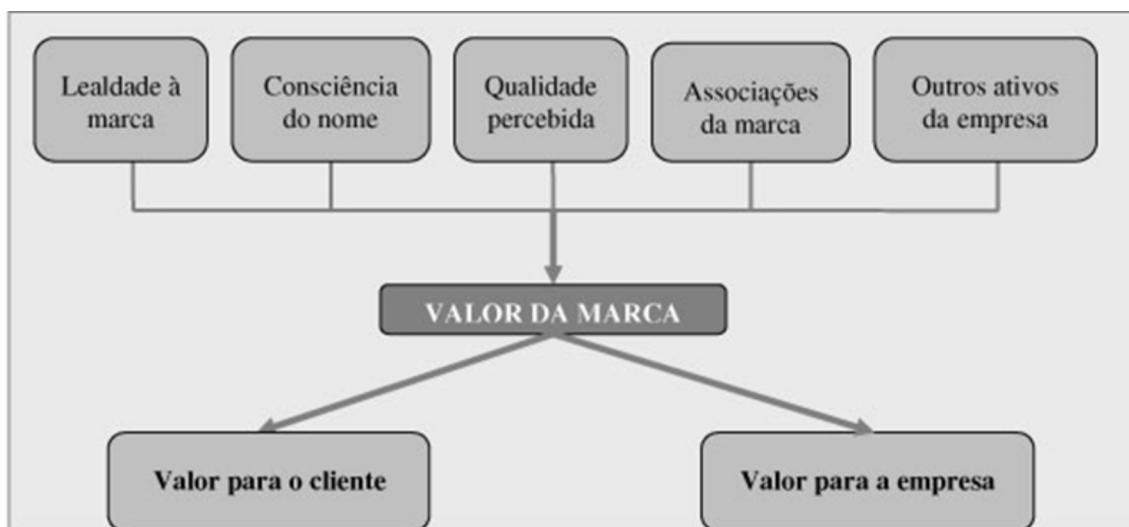 Lealdade à
marca
Consciência
do nome
Qualidade
percebida
Associações
da marca
Outros ativos
da empresa
VALOR DA MARCA
Valor para o cliente
Valor para a empresa